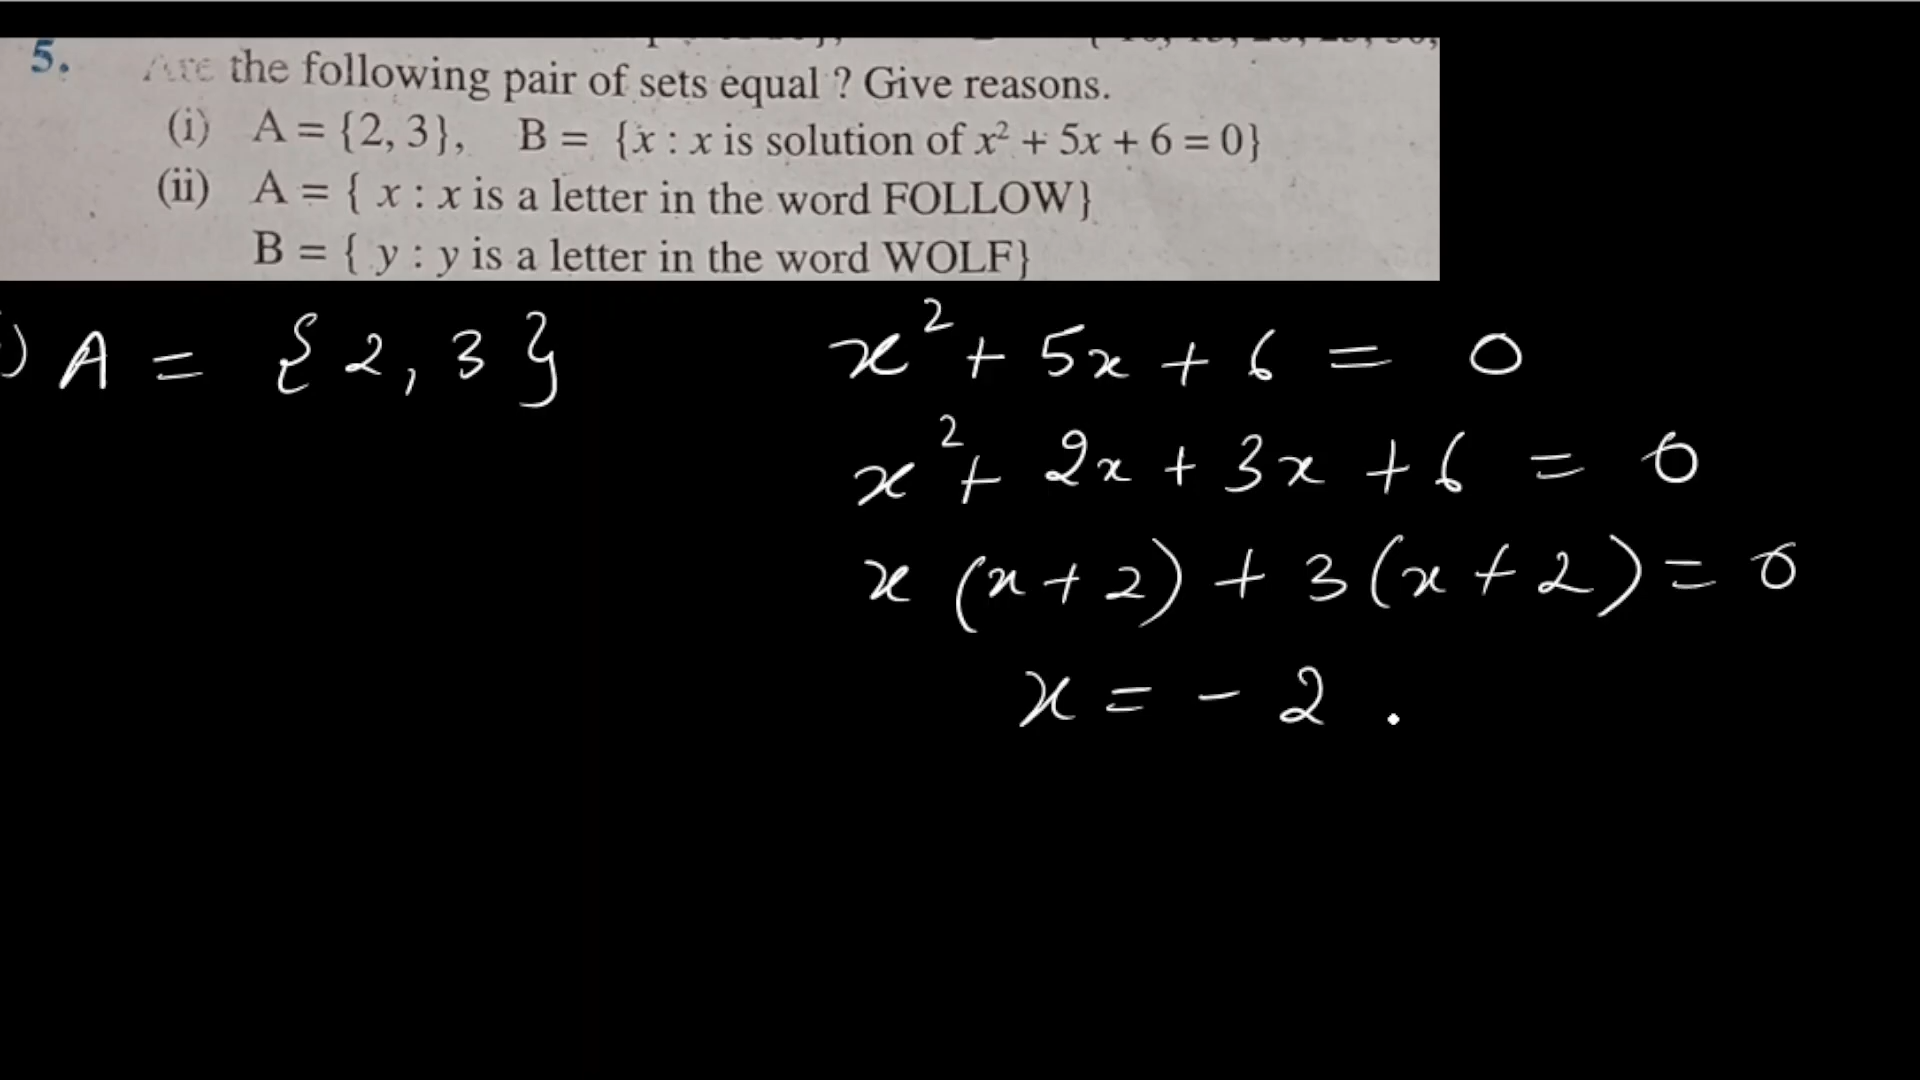 5. Are the following pair of sets equal ? Give reasons.
(i) A = {2, 3}, B = {x : x is solution of x² + 5x + 6 = 0}
(ii) A = { x : x is a letter in the word FOLLOW}
B = { y : y is a letter in the word WOLF}
) A = {2, 3}
x² + 5x + 6 = 0
x² + 2x + 3x + 6 = 0
x (x + 2) + 3 (x + 2) = 0
x = - 2 .